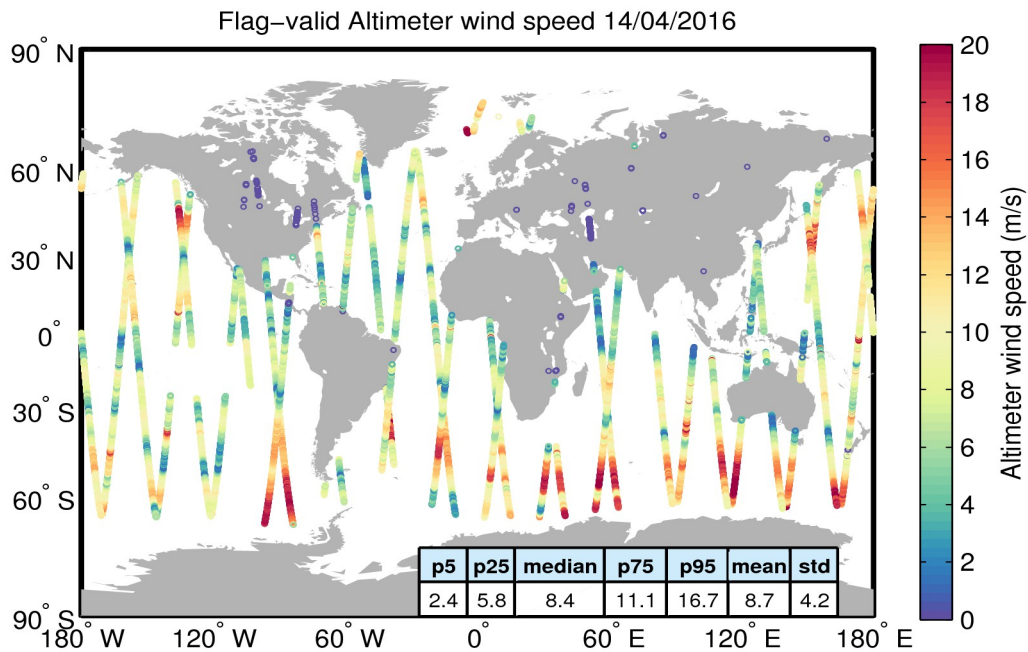 Flag−valid Altimeter wind speed 14/04/2016
90° N
60° N
30° N
0°
30° S
60° S
90° S
180° W
120° W
60° W
0°
60° E
120° E
180° E
p5 p25 median p75 p95 mean std
2.4 5.8 8.4 11.1 16.7 8.7 4.2
20
18
16
14
12
10
8
6
4
2
0
Altimeter wind speed (m/s)